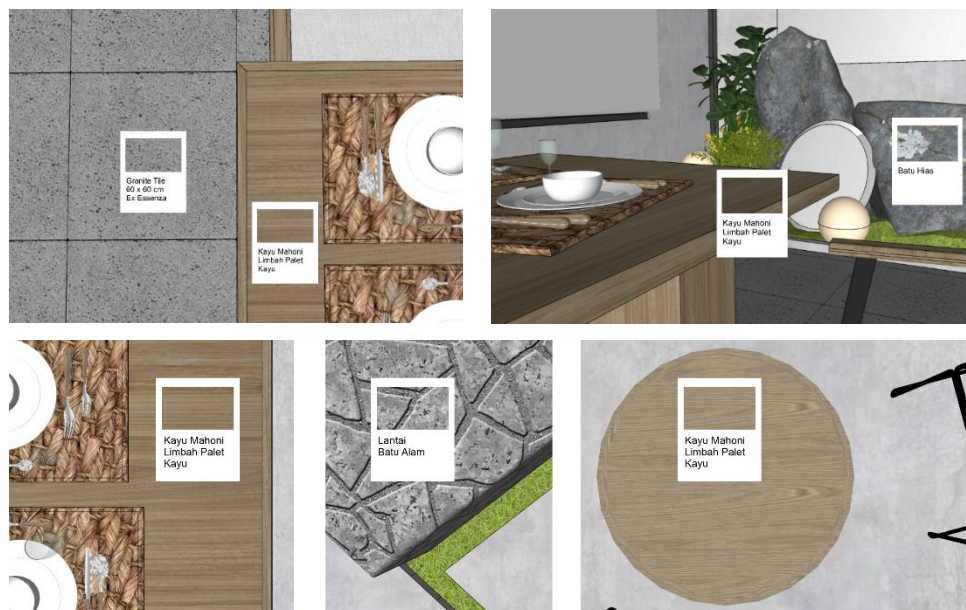 Granite Tile
60 x 60 cm
Ex Essenza
Kayu Mahoni
Limbah Palet
Kayu
Kayu Mahoni
Limbah Palet
Kayu
Batu Hias
Kayu Mahoni
Limbah Palet
Kayu
Lantai
Batu Alam
Kayu Mahoni
Limbah Palet
Kayu